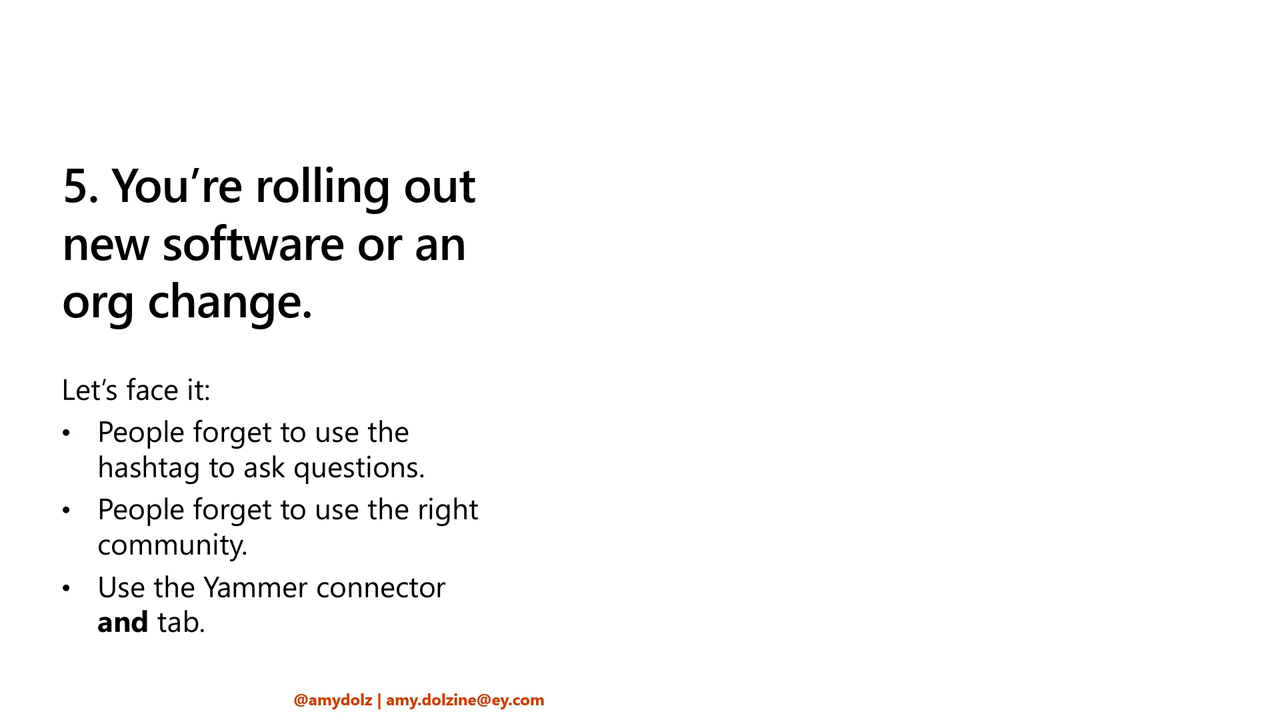 5. You’re rolling out
new software or an
org change.
Let’s face it:
• People forget to use the
hashtag to ask questions.
• People forget to use the right
community.
• Use the Yammer connector
and tab.
@amydolz | amy.dolzine@ey.com